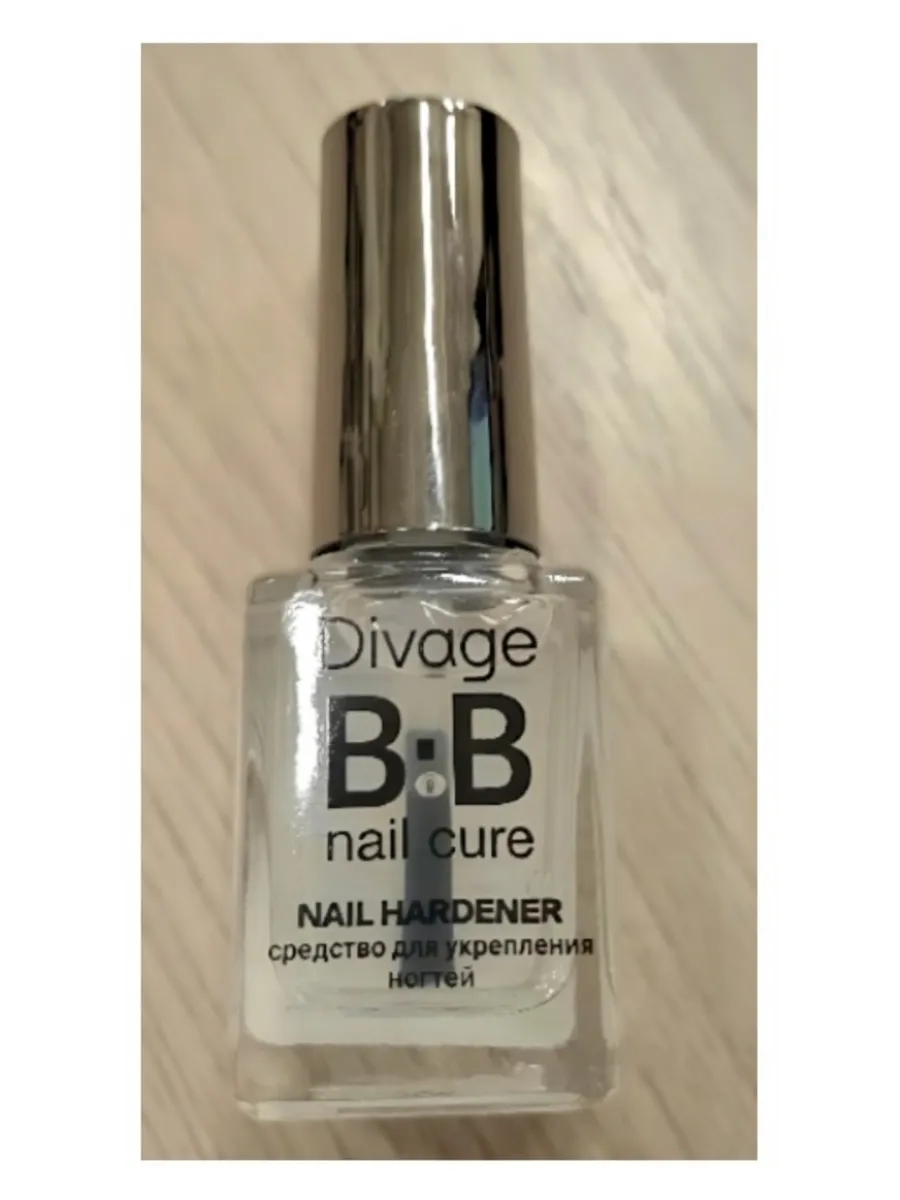 Divage
B:B
nail cure
NAIL HARDENER
средство для укрепления
ногтей